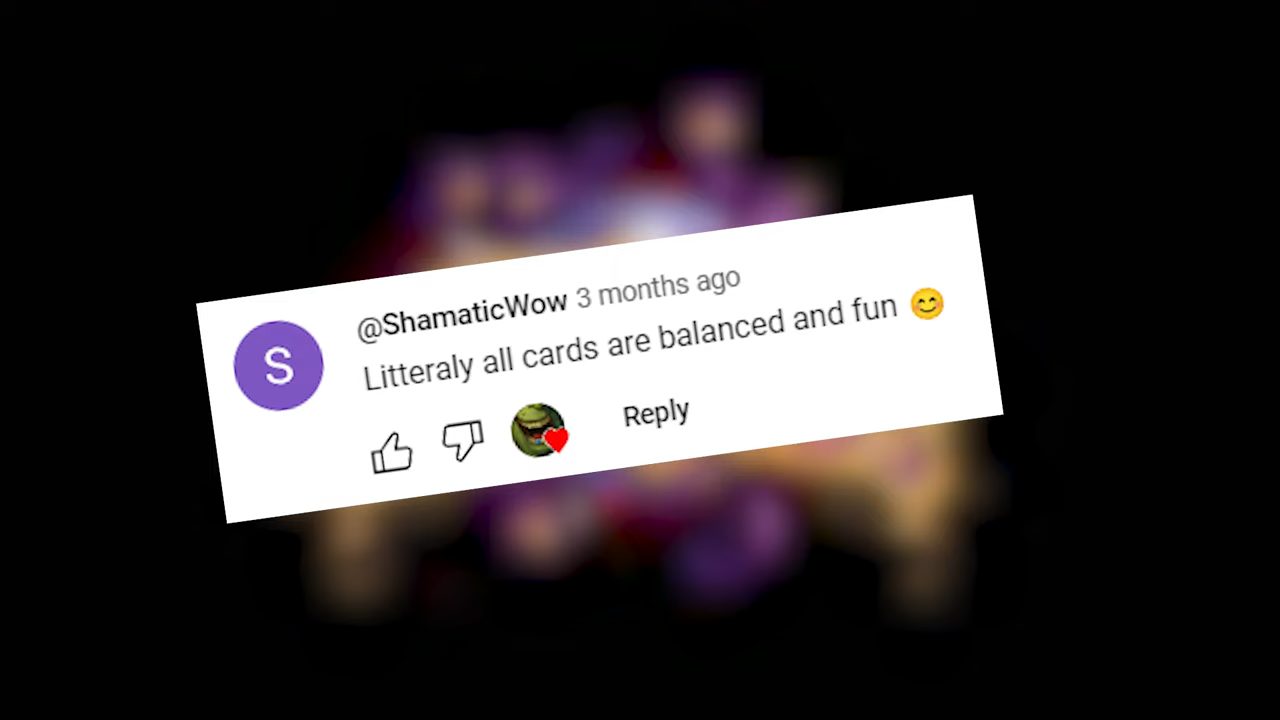 @ShamaticWow 3 months ago
Litteraly all cards are balanced and fun 😊
S
Reply